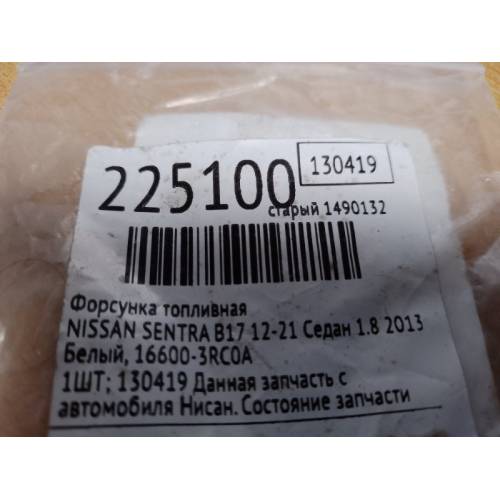 225100
130419
старый 1490132
Форсунка топливная
NISSAN SENTRA B17 12-21 Седан 1.8 2013
Белый, 16600-3RC0A
1ШТ; 130419 Данная запчасть с
автомобиля Нисан. Состояние запчасти